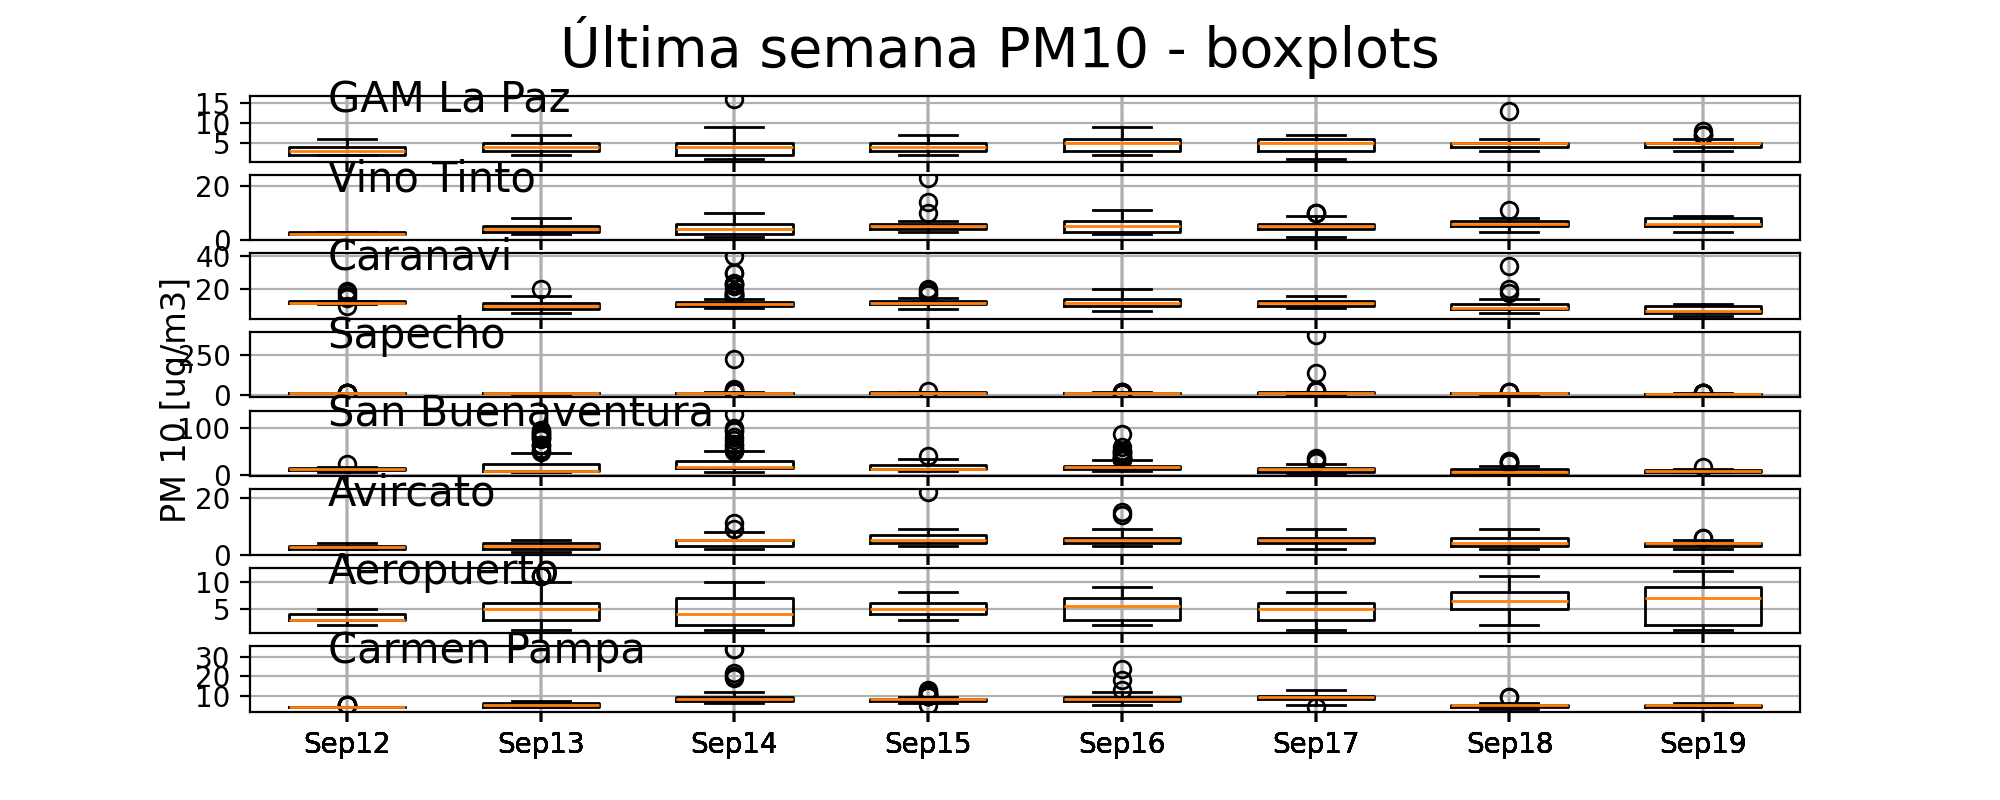 Última semana PM10 - boxplots
GAM La Paz
15
10
5
Vino Tinto
20
0
Caranavi
40
20
Sapecho
250
0
San Buenaventura
100
0
Avircato
20
0
Aeropuerto
10
5
Carmen Pampa
30
20
10
PM 10 [ug/m3]
Sep12 Sep13 Sep14 Sep15 Sep16 Sep17 Sep18 Sep19